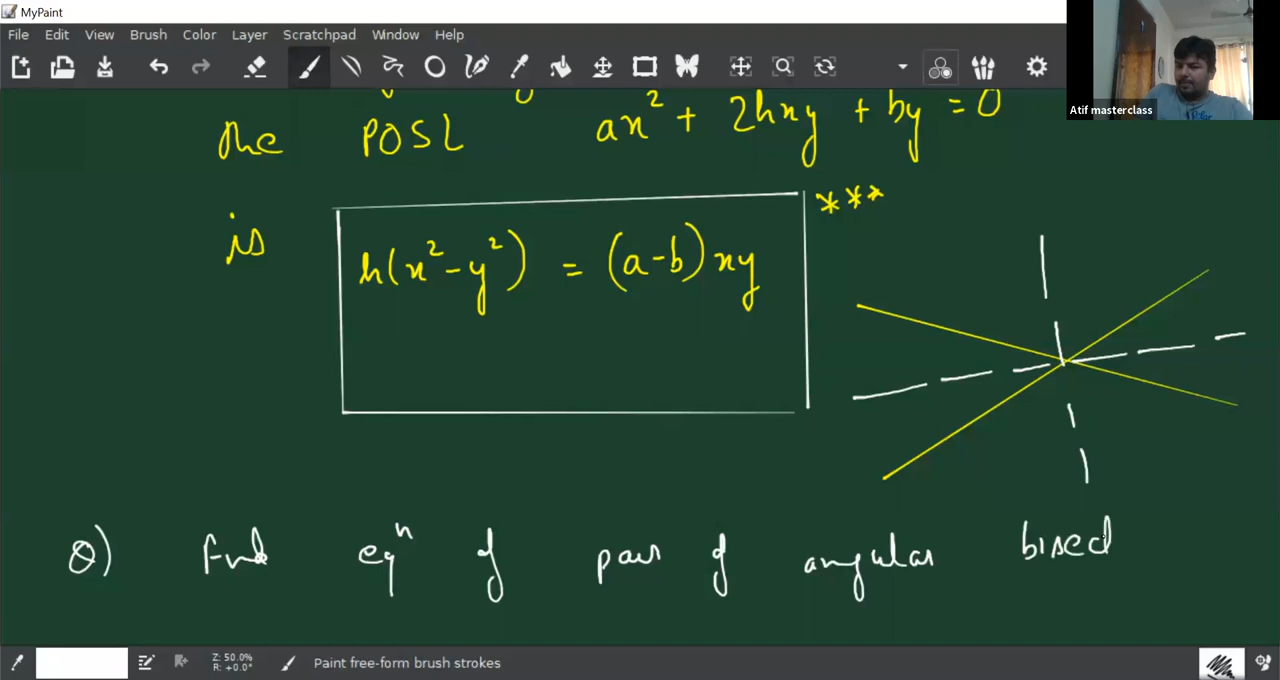 MyPaint
File Edit View Brush Color Layer Scratchpad Window Help
Atif masterclass
the POSL ax² + 2hxy + by = 0
is h(x² - y²) = (a-b) xy ***
Q) Find eqⁿ of pair of angular bisec
Z: 50.0%
R: +0.0°
Paint free-form brush strokes